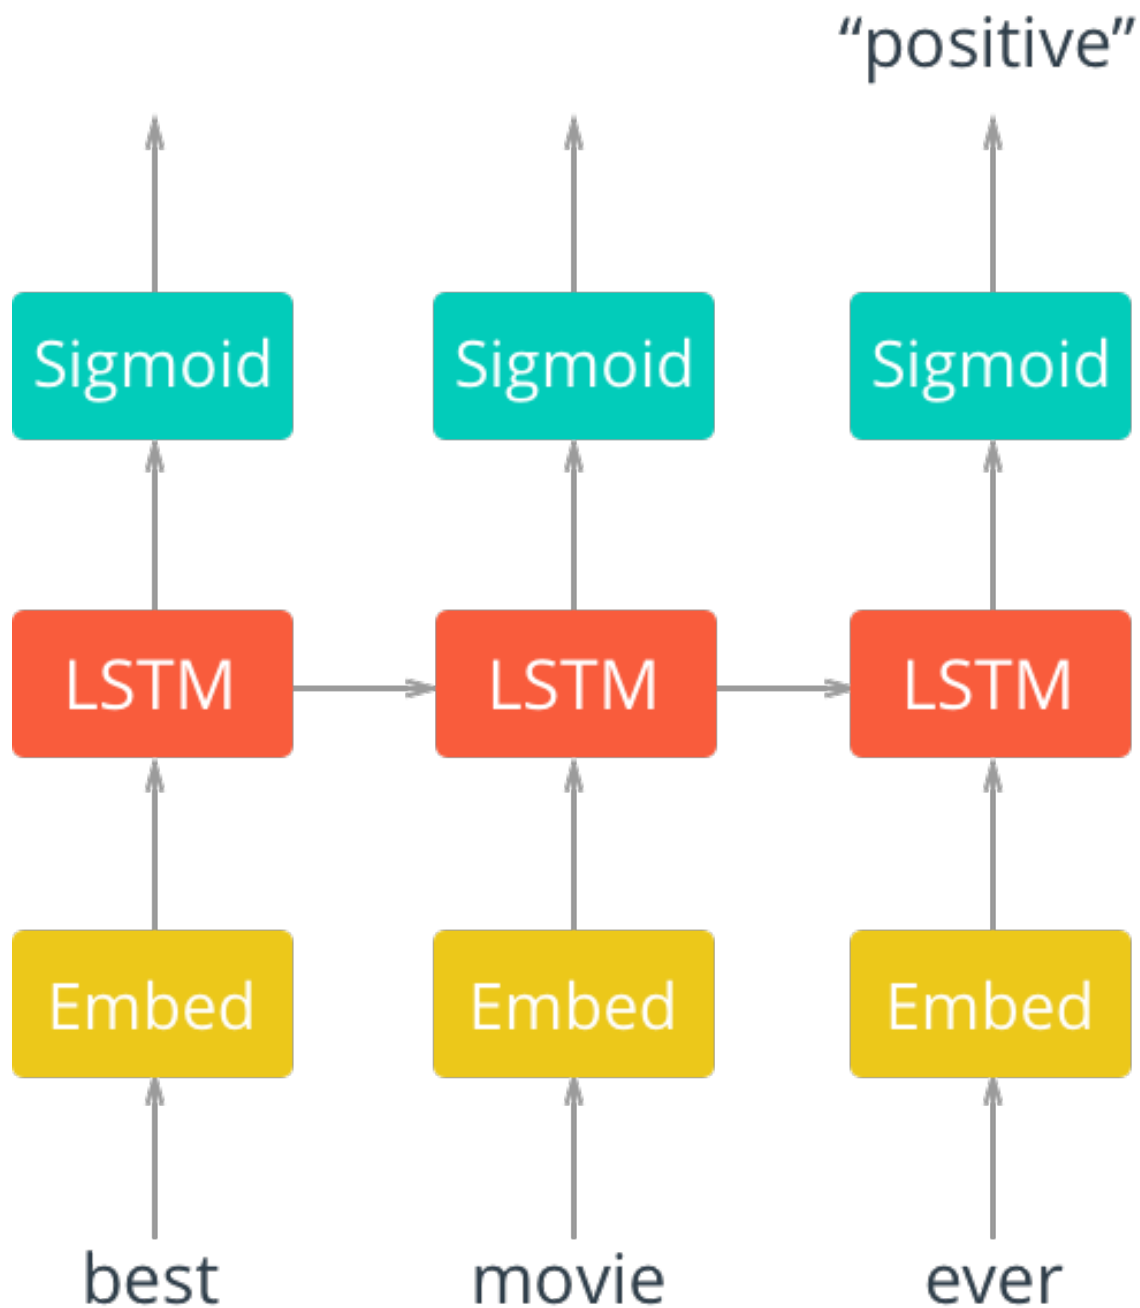 “positive”
Sigmoid Sigmoid Sigmoid
LSTM LSTM LSTM
Embed Embed Embed
best movie ever